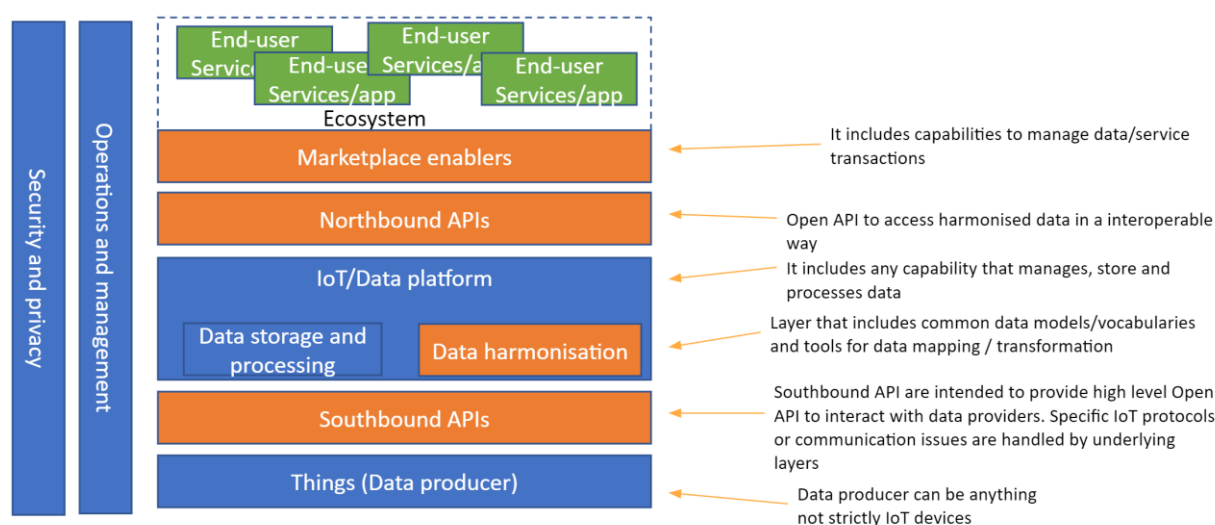 End-user
Services
End-user
Services/app
End-user
Services/a
End-user
Services/app
Ecosystem
Marketplace enablers
Northbound APIs
IoT/Data platform
Data storage and
processing
Data harmonisation
Southbound APIs
Things (Data producer)
Security and privacy
Operations and management
It includes capabilities to manage data/service
transactions
Open API to access harmonised data in a interoperable
way
It includes any capability that manages, store and
processes data
Layer that includes common data models/vocabularies
and tools for data mapping / transformation
Southbound API are intended to provide high level Open
API to interact with data providers. Specific IoT protocols
or communication issues are handled by underlying
layers
Data producer can be anything
not strictly IoT devices